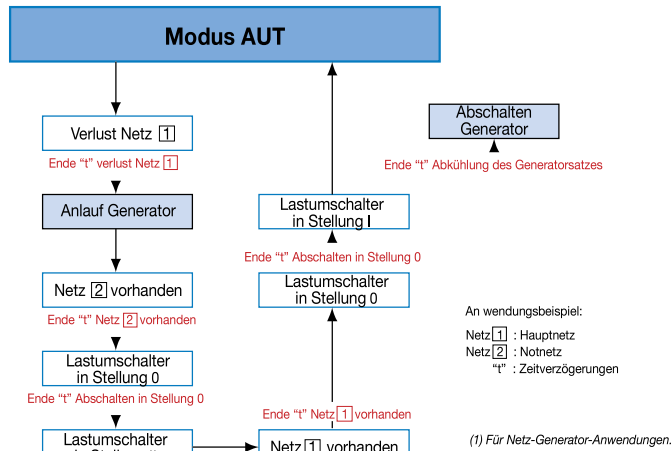 Modus AUT
Verlust Netz 1
Ende “t” verlust Netz 1
Anlauf Generator
Netz 2 vorhanden
Ende “t” Netz 2 vorhanden
Lastumschalter
in Stellung 0
Ende “t” Abschalten in Stellung 0
Lastumschalter
Netz 1 vorhanden
Ende “t” Netz 1 vorhanden
Lastumschalter
in Stellung 0
Ende “t” Abschalten in Stellung 0
Lastumschalter
in Stellung I
Abschalten
Generator
Ende “t” Abkühlung des Generatorsatzes
An wendungsbeispiel:
Netz 1 : Hauptnetz
Netz 2 : Notnetz
“t” : Zeitverzögerungen
(1) Für Netz-Generator-Anwendungen.